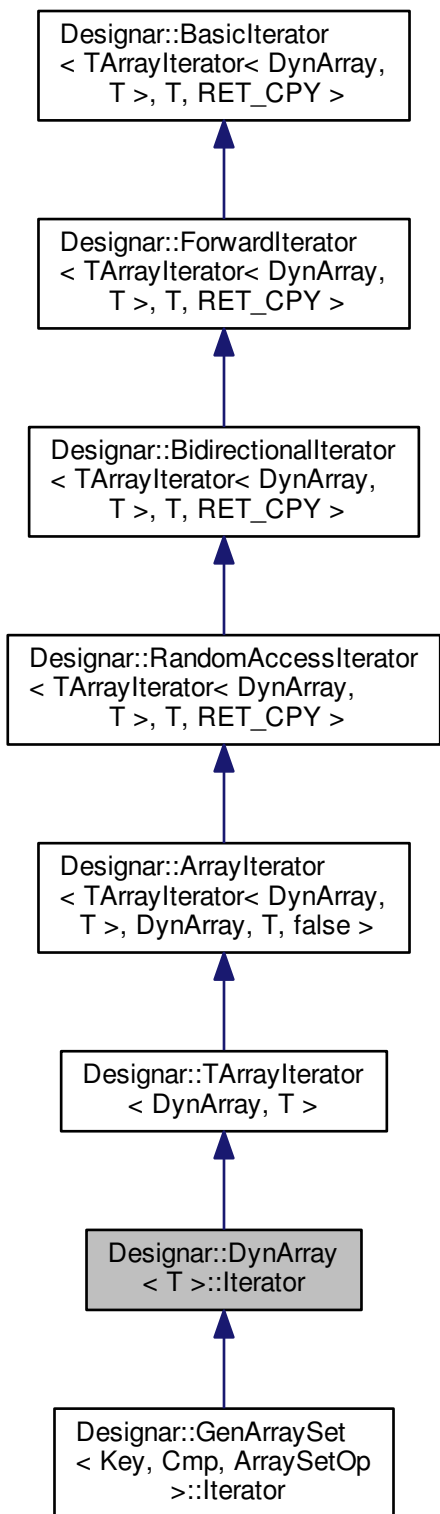 Designar::BasicIterator
< TArrayIterator< DynArray,
T >, T, RET_CPY >
Designar::ForwardIterator
< TArrayIterator< DynArray,
T >, T, RET_CPY >
Designar::BidirectionalIterator
< TArrayIterator< DynArray,
T >, T, RET_CPY >
Designar::RandomAccessIterator
< TArrayIterator< DynArray,
T >, T, RET_CPY >
Designar::ArrayIterator
< TArrayIterator< DynArray,
T >, DynArray, T, false >
Designar::TArrayIterator
< DynArray, T >
Designar::DynArray
< T >::Iterator
Designar::GenArraySet
< Key, Cmp, ArraySetOp
>::Iterator